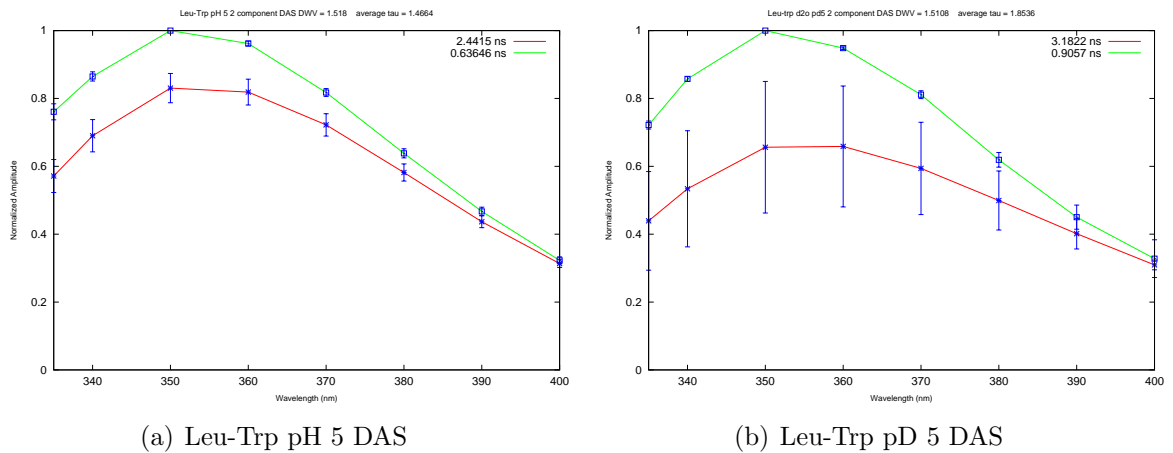 Leu-Trp pH 5 2 component DAS DWV = 1.518 average tau = 1.4664
1
0.8
0.6
0.4
0.2
0
Normalized Amplitude
2.4415 ns
0.63646 ns
340
350
360
370
380
390
400
Wavelength (nm)
(a) Leu-Trp pH 5 DAS
Leu-trp d2o pd5 2 component DAS DWV = 1.5108 average tau = 1.8536
1
0.8
0.6
0.4
0.2
0
Normalized Amplitude
3.1822 ns
0.9057 ns
340
350
360
370
380
390
400
Wavelength (nm)
(b) Leu-Trp pD 5 DAS